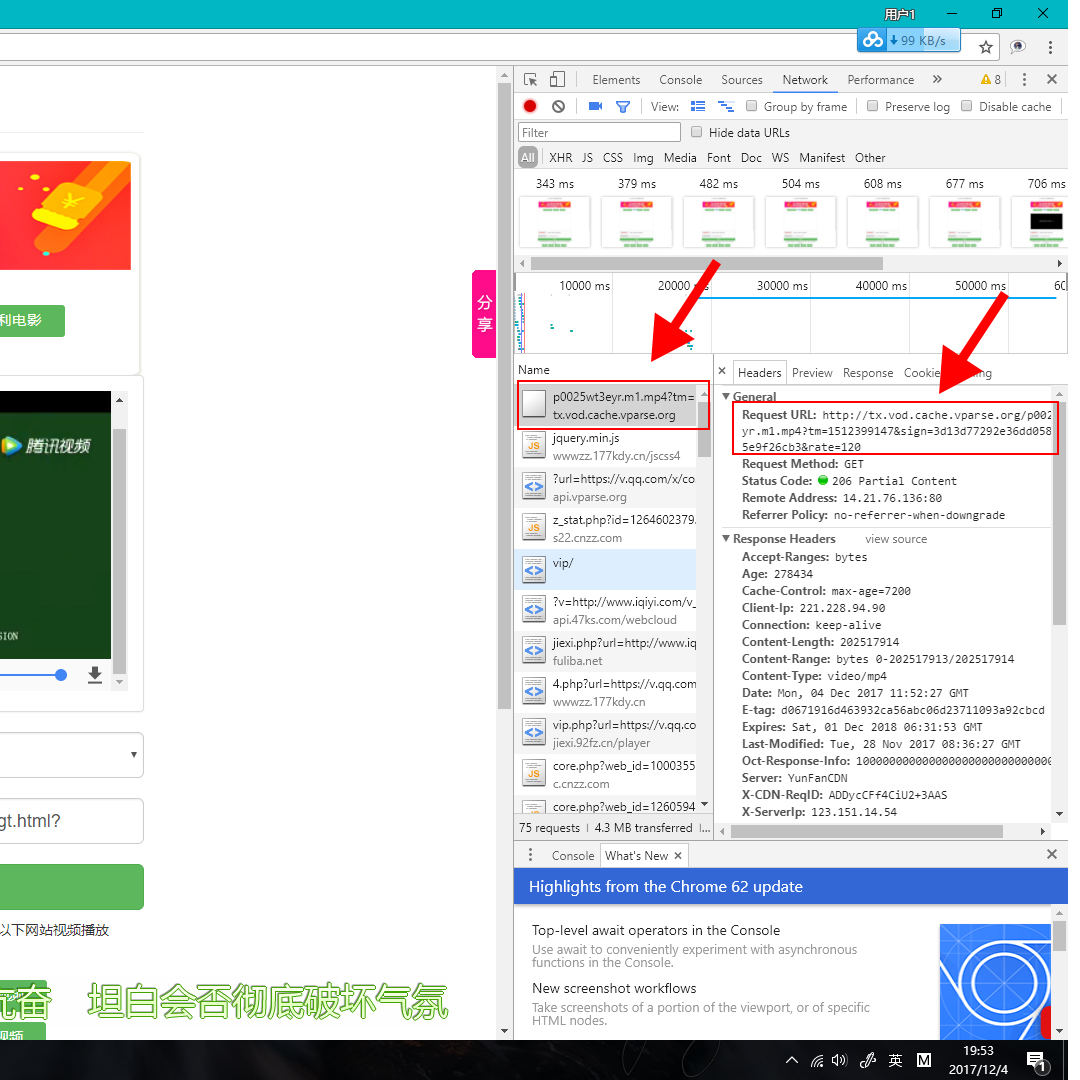 用户1
99 KB/s
Elements Console Sources Network Performance » 8
View: Group by frame Preserve log Disable cache
Filter Hide data URLs
All XHR JS CSS Img Media Font Doc WS Manifest Other
343 ms 379 ms 482 ms 504 ms 608 ms 677 ms 706 ms
10000 ms 20000 30000 ms 40000 ms 50000 ms
利电影
分享
腾讯视频
SION
gt.html?
以下网站视频播放
亢奋 坦白会否彻底破坏气氛
视频
Name
p0025wt3eyr.m1.mp4?tm=
tx.vod.cache.vparse.org
jquery.min.js
wwwzz.177kdy.cn/jscss4
?url=https://v.qq.com/x/co
api.vparse.org
z_stat.php?id=1264602379.
s22.cnzz.com
vip/
?v=http://www.iqiyi.com/v_
api.47ks.com/webcloud
jiexi.php?url=http://www.iq
fuliba.net
4.php?url=https://v.qq.com
wwwzz.177kdy.cn
vip.php?url=https://v.qq.co
jiexi.92fz.cn/player
core.php?web_id=1000355
c.cnzz.com
core.php?web_id=1260594
75 requests | 4.3 MB transferred |...
Headers Preview Response Cookie
General
Request URL: http://tx.vod.cache.vparse.org/p002
yr.m1.mp4?tm=1512399147&sign=3d13d77292e36dd058
5e9f26cb3&rate=120
Request Method: GET
Status Code: 206 Partial Content
Remote Address: 14.21.76.136:80
Referrer Policy: no-referrer-when-downgrade
Response Headers view source
Accept-Ranges: bytes
Age: 278434
Cache-Control: max-age=7200
Client-Ip: 221.228.94.90
Connection: keep-alive
Content-Length: 202517914
Content-Range: bytes 0-202517913/202517914
Content-Type: video/mp4
Date: Mon, 04 Dec 2017 11:52:27 GMT
E-tag: d0671916d463932ca56abc06d23711093a92cbcd
Expires: Sat, 01 Dec 2018 06:31:53 GMT
Last-Modified: Tue, 28 Nov 2017 08:36:27 GMT
Oct-Response-Info: 10000000000000000000000000000
Server: YunFanCDN
X-CDN-ReqID: ADDycCFf4CiU2+3AAS
X-ServerIp: 123.151.14.54
Console What's New
Highlights from the Chrome 62 update
Top-level await operators in the Console
Use await to conveniently experiment with asynchronous
functions in the Console.
New screenshot workflows
Take screenshots of a portion of the viewport, or of specific
HTML nodes.
英 M 19:53
2017/12/4
1